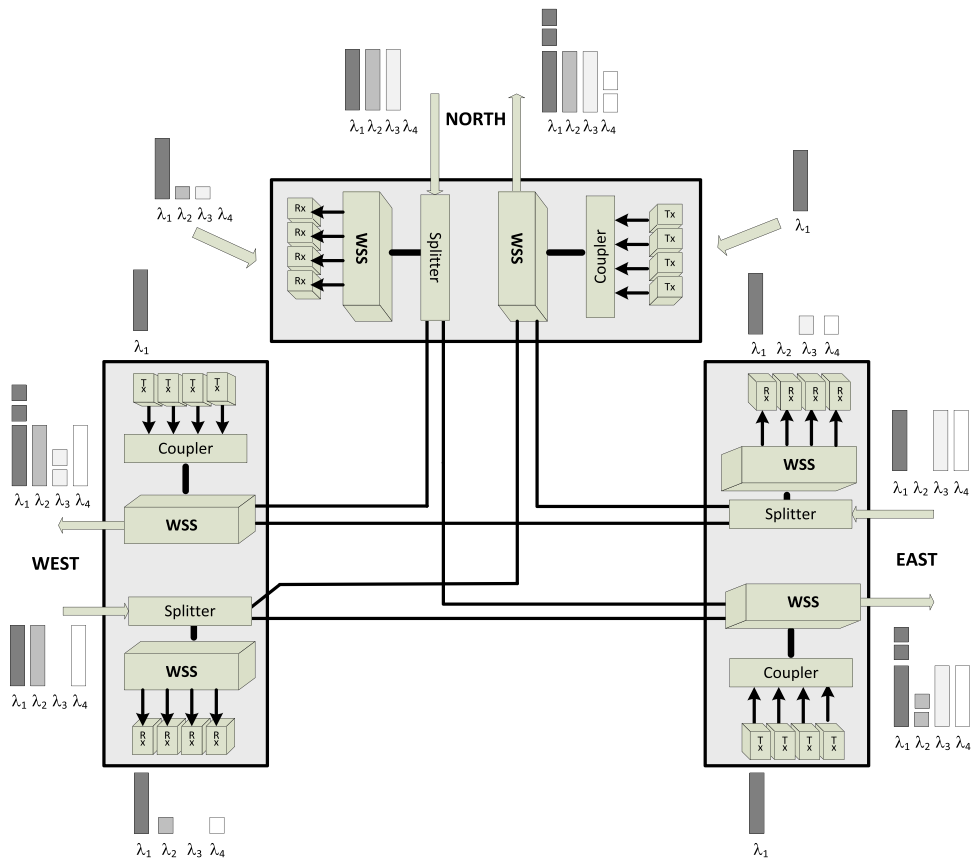 λ1 λ2 λ3 λ4
λ1 λ2 λ3 λ4
NORTH
λ1 λ2 λ3 λ4
λ1
Rx
Rx
Rx
Rx
WSS
Splitter
WSS
Coupler
Tx
Tx
Tx
Tx
λ1
λ1 λ2 λ3 λ4
Tx Tx Tx Tx
Coupler
WSS
λ1 λ2 λ3 λ4
WEST
Rx Rx Rx Rx
WSS
Splitter
λ1 λ2 λ3 λ4
EAST
Splitter
WSS
Rx Rx Rx Rx
λ1 λ2 λ3 λ4
WSS
Coupler
Tx Tx Tx Tx
λ1 λ2 λ3 λ4
λ1 λ2 λ3 λ4
λ1